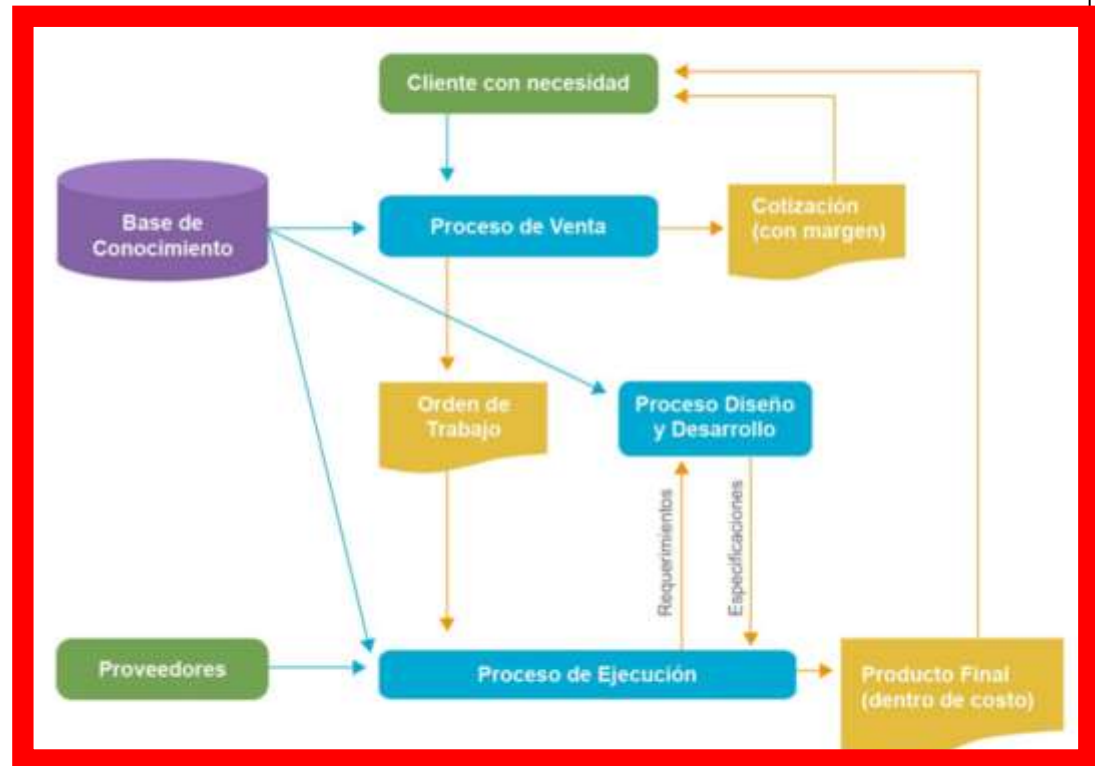 Cliente con necesidad
Base de
Conocimiento
Proceso de Venta
Cotización
(con margen)
Orden de
Trabajo
Proceso Diseño
y Desarrollo
Requerimientos
Especificaciones
Proveedores
Proceso de Ejecución
Producto Final
(dentro de costo)